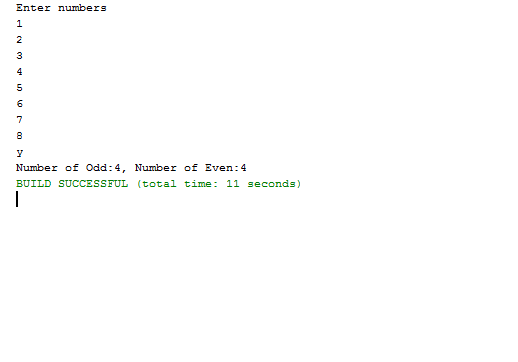 Enter numbers
1
2
3
4
5
6
7
8
y
Number of Odd:4, Number of Even:4
BUILD SUCCESSFUL (total time: 11 seconds)